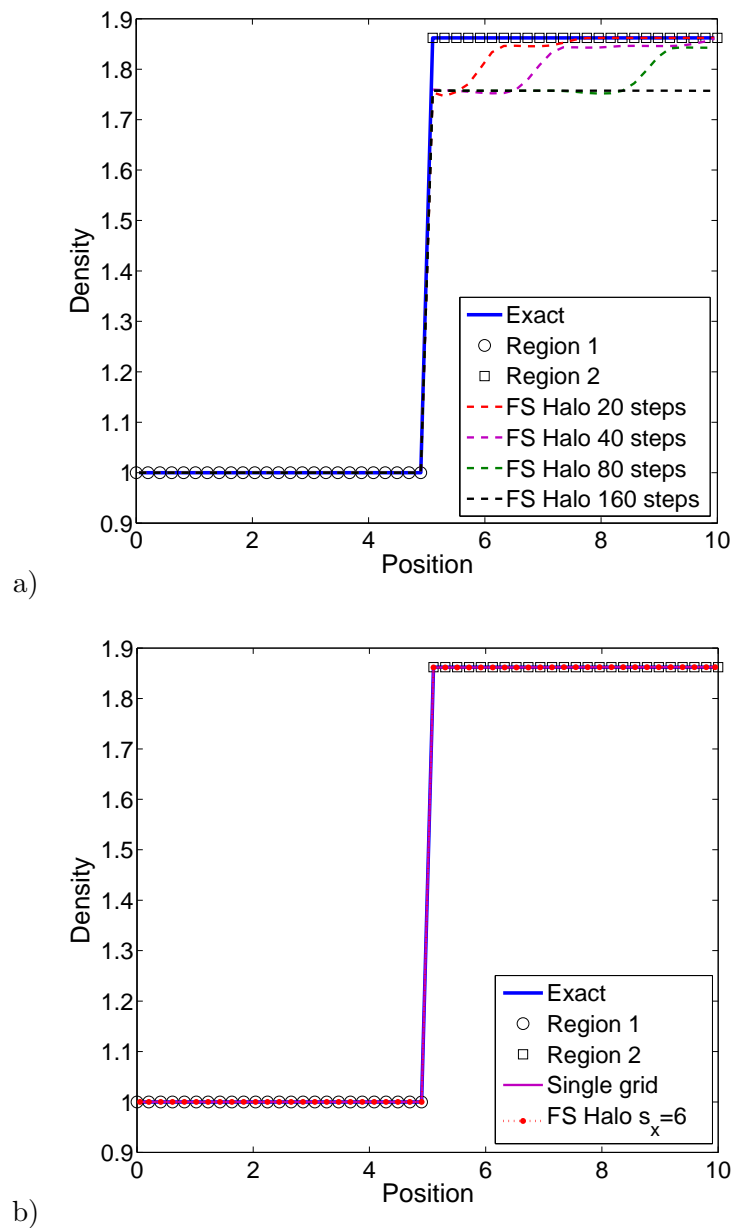 1.9
1.8
1.7
1.6
1.5
1.4
1.3
1.2
1.1
1
0.9
Density
Exact
Region 1
Region 2
FS Halo 20 steps
FS Halo 40 steps
FS Halo 80 steps
FS Halo 160 steps
0 2 4 6 8 10
Position
a)
1.9
1.8
1.7
1.6
1.5
1.4
1.3
1.2
1.1
1
0.9
Density
Exact
Region 1
Region 2
Single grid
FS Halo s_x=6
0 2 4 6 8 10
Position
b)